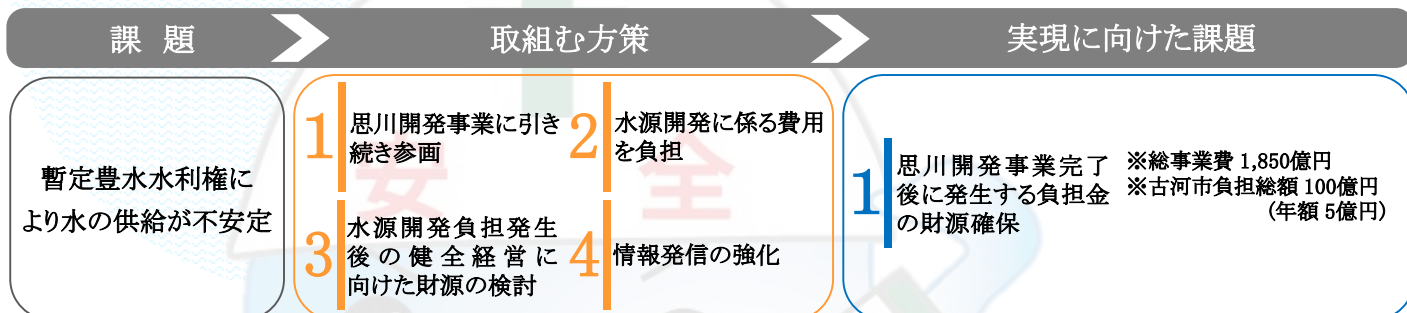 課 題
取組む方策
実現に向けた課題
暫定豊水水利権に
より水の供給が不安定
1
思川開発事業に引き
続き参画
2
水源開発に係る費用
を負担
3
水源開発負担発生
後の健全経営に
向けた財源の検討
4
情報発信の強化
1
思川開発事業完了
後に発生する負担金
の財源確保
※総事業費 1,850億円
※古河市負担総額 100億円
(年額 5億円)
安 全